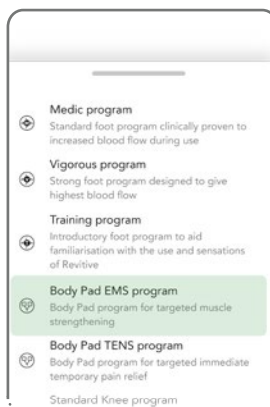 Medic program
Standard foot program clinically proven to
increased blood flow during use
Vigorous program
Strong foot program designed to give
highest blood flow
Training program
Introductory foot program to aid
familiarisation with the use and sensations
of Revitive
Body Pad EMS program
Body Pad program for targeted muscle
strengthening
Body Pad TENS program
Body Pad program for targeted immediate
temporary pain relief
Standard Knee program